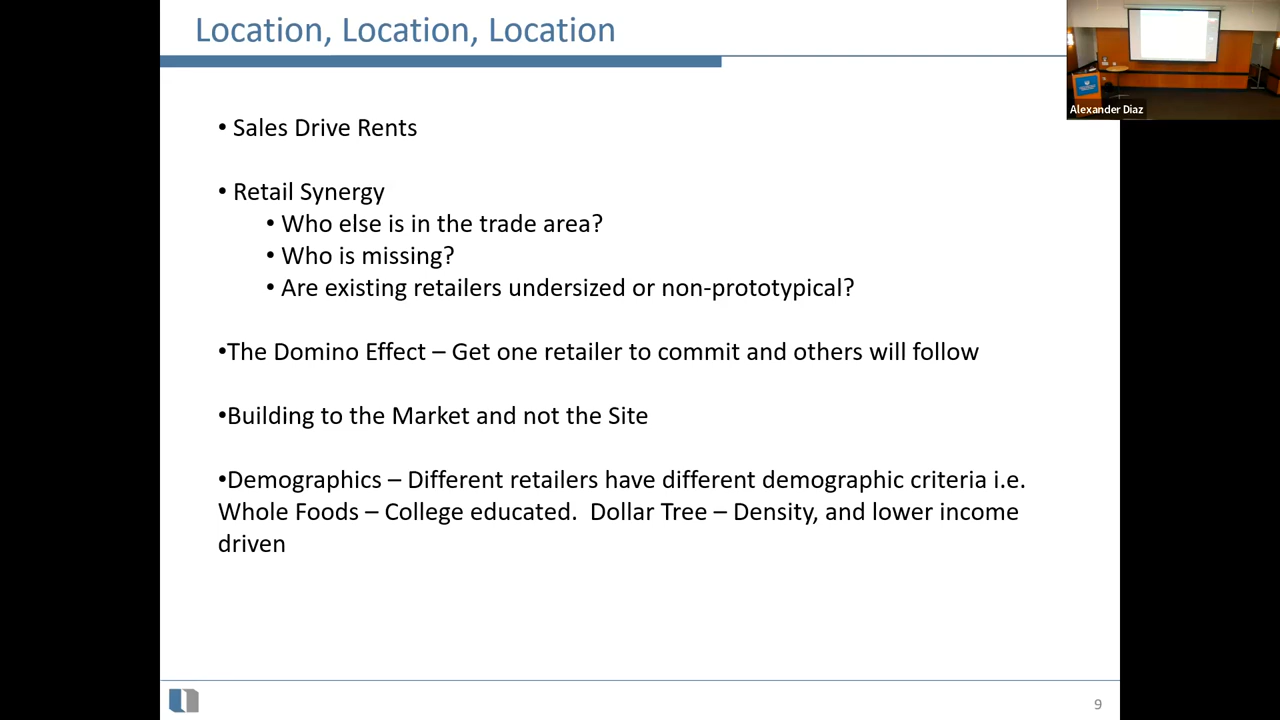 Location, Location, Location
Alexander Diaz
• Sales Drive Rents
• Retail Synergy
• Who else is in the trade area?
• Who is missing?
• Are existing retailers undersized or non-prototypical?
•The Domino Effect – Get one retailer to commit and others will follow
•Building to the Market and not the Site
•Demographics – Different retailers have different demographic criteria i.e.
Whole Foods – College educated.  Dollar Tree – Density, and lower income
driven
9